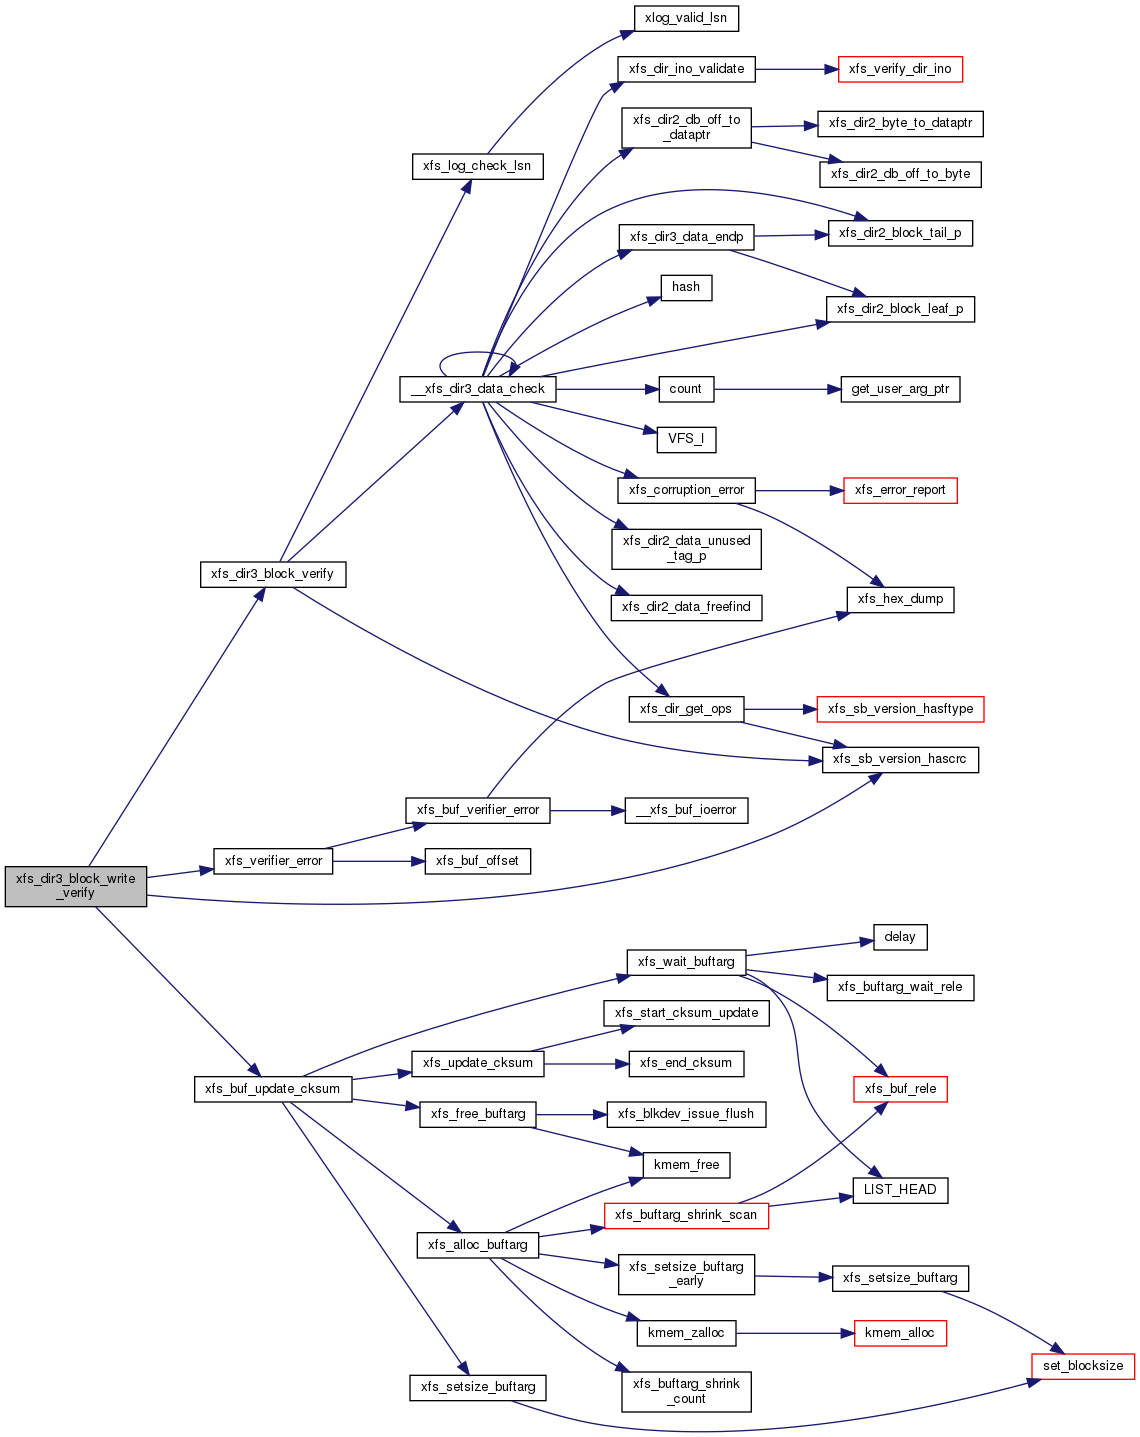 xlog_valid_lsn
xfs_dir_ino_validate
xfs_verify_dir_ino
xfs_dir2_db_off_to
_dataptr
xfs_dir2_byte_to_dataptr
xfs_log_check_lsn
xfs_dir2_db_off_to_byte
xfs_dir3_data_endp
xfs_dir2_block_tail_p
hash
xfs_dir2_block_leaf_p
__xfs_dir3_data_check
count
get_user_arg_ptr
VFS_I
xfs_corruption_error
xfs_error_report
xfs_dir2_data_unused
_tag_p
xfs_dir3_block_verify
xfs_dir2_data_freefind
xfs_hex_dump
xfs_dir_get_ops
xfs_sb_version_hasftype
xfs_sb_version_hascrc
xfs_buf_verifier_error
__xfs_buf_ioerror
xfs_verifier_error
xfs_buf_offset
xfs_dir3_block_write
_verify
delay
xfs_wait_buftarg
xfs_buftarg_wait_rele
xfs_start_cksum_update
xfs_update_cksum
xfs_end_cksum
xfs_buf_update_cksum
xfs_buf_rele
xfs_free_buftarg
xfs_blkdev_issue_flush
kmem_free
LIST_HEAD
xfs_buftarg_shrink_scan
xfs_alloc_buftarg
xfs_setsize_buftarg
_early
xfs_setsize_buftarg
kmem_zalloc
kmem_alloc
set_blocksize
xfs_setsize_buftarg
xfs_buftarg_shrink
_count